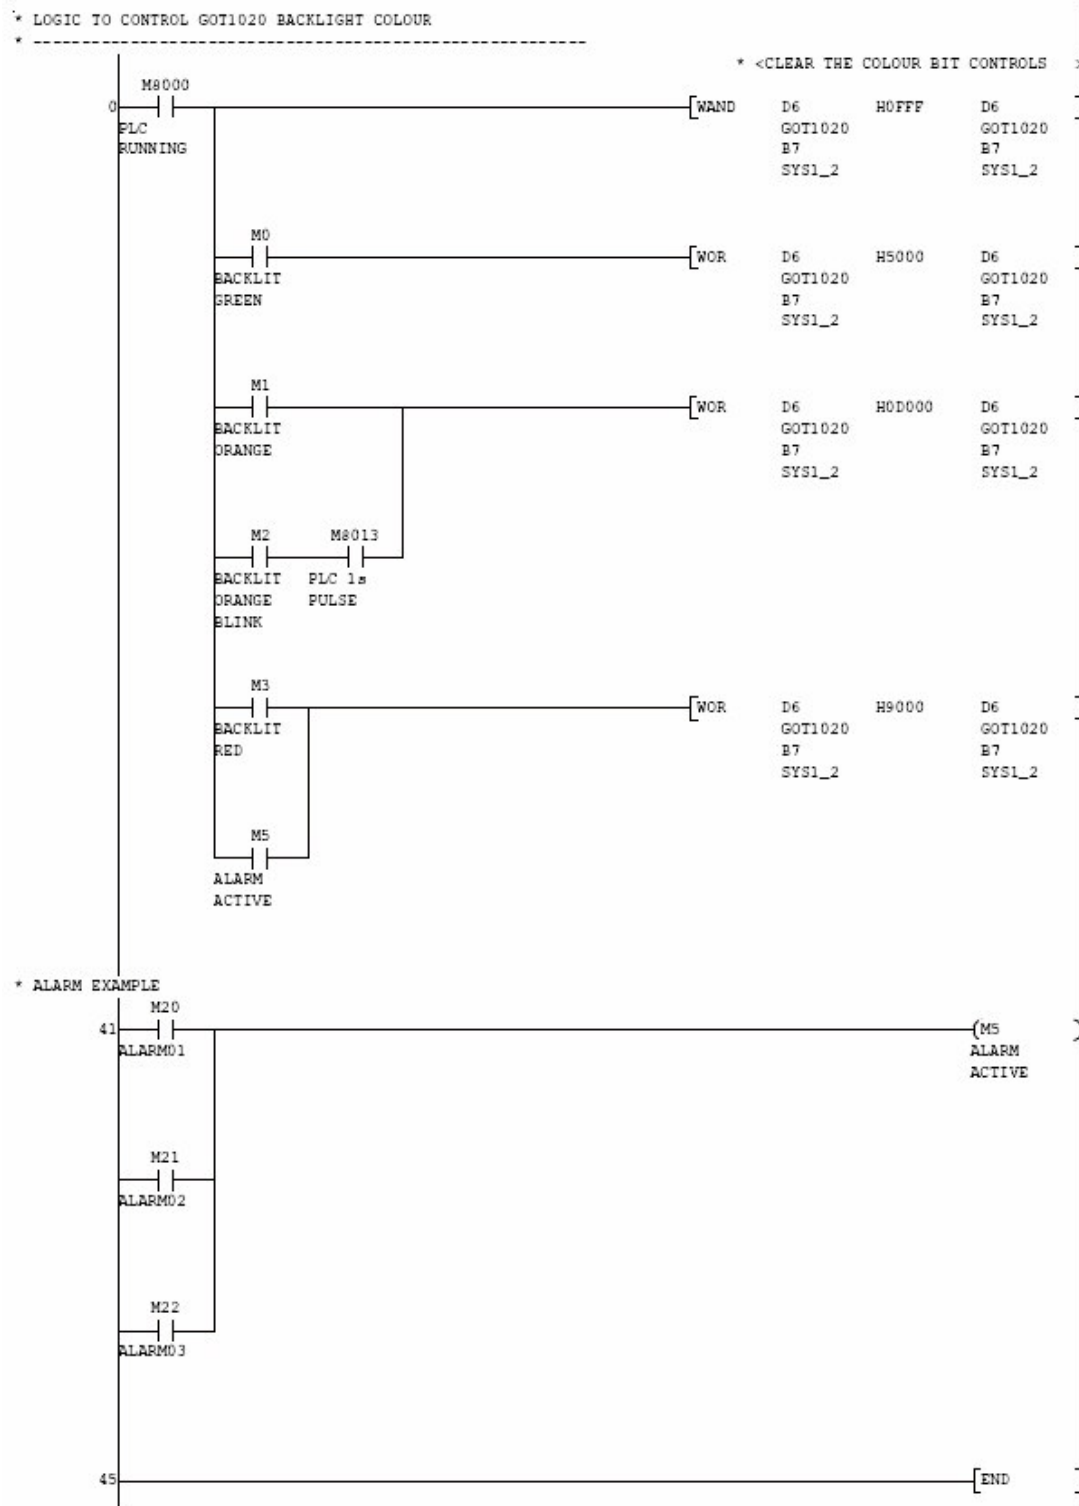 * LOGIC TO CONTROL GOT1020 BACKLIGHT COLOUR
* ---------------------------------------------------------
* <CLEAR THE COLOUR BIT CONTROLS >
M8000
0 [WAND D6 H0FFF D6 ]
PLC GOT1020 GOT1020
RUNNING B7 B7
SYS1_2 SYS1_2
M0
[WOR D6 H5000 D6 ]
BACKLIT GOT1020 GOT1020
GREEN B7 B7
SYS1_2 SYS1_2
M1
[WOR D6 H0D000 D6 ]
BACKLIT GOT1020 GOT1020
ORANGE B7 B7
SYS1_2 SYS1_2
M2 M8013
BACKLIT PLC 1s
ORANGE PULSE
BLINK
M3
[WOR D6 H9000 D6 ]
BACKLIT GOT1020 GOT1020
RED B7 B7
SYS1_2 SYS1_2
M5
ALARM
ACTIVE
* ALARM EXAMPLE
M20
41 (M5 )
ALARM01 ALARM
ACTIVE
M21
ALARM02
M22
ALARM03
45 [END ]